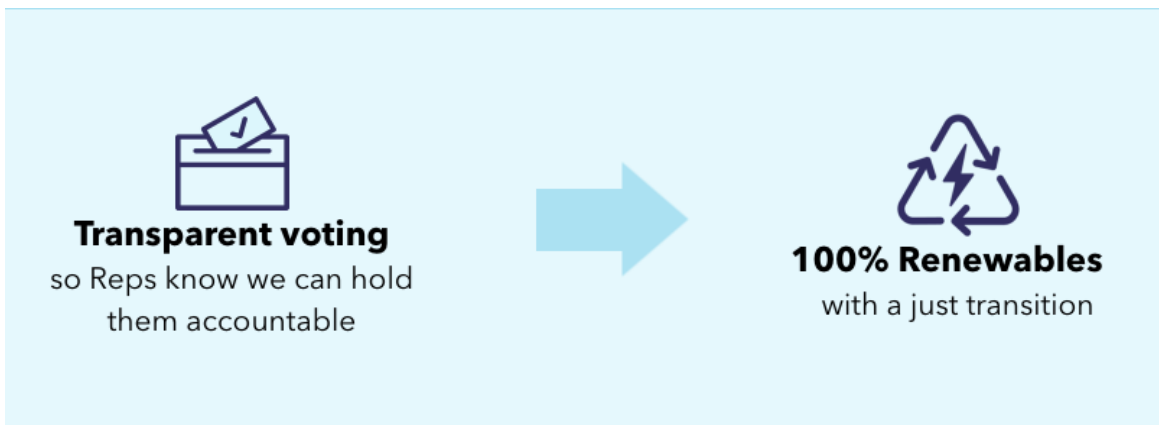 Transparent voting
so Reps know we can hold
them accountable
100% Renewables
with a just transition